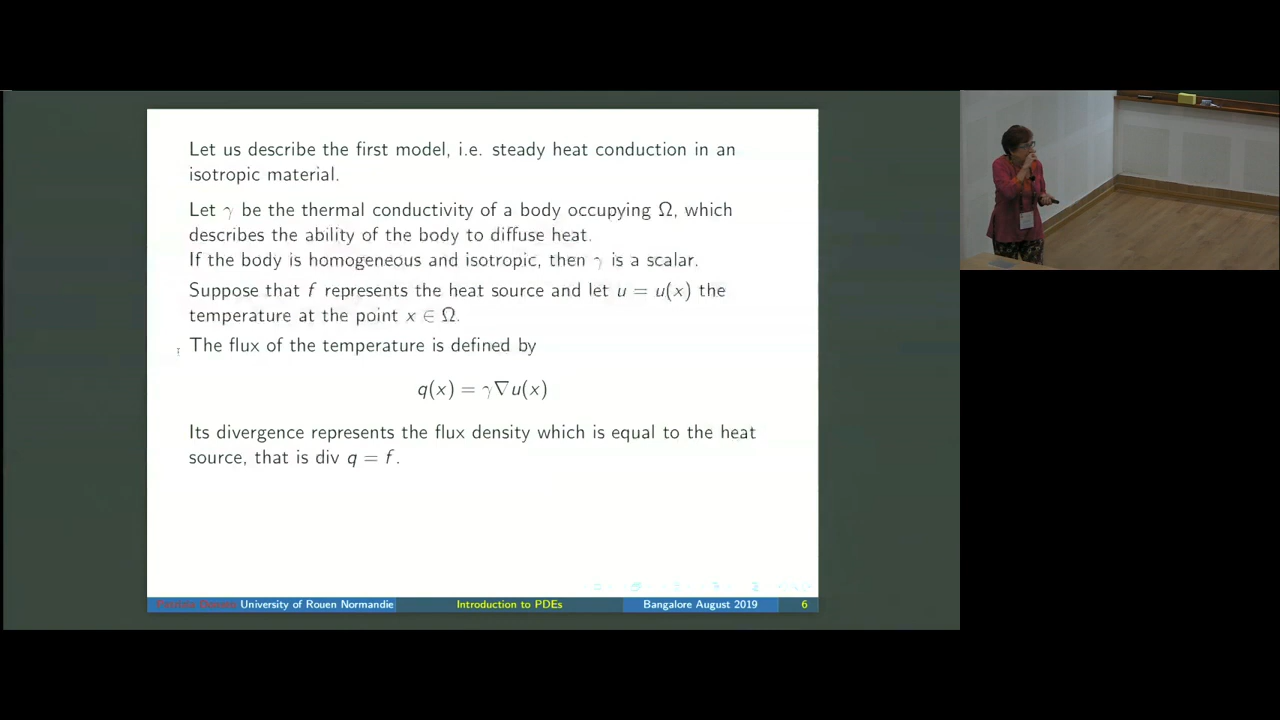 Let us describe the first model, i.e. steady heat conduction in an
isotropic material.
Let γ be the thermal conductivity of a body occupying Ω, which
describes the ability of the body to diffuse heat.
If the body is homogeneous and isotropic, then γ is a scalar.
Suppose that f represents the heat source and let u = u(x) the
temperature at the point x ∈ Ω.
The flux of the temperature is defined by
q(x) = γ∇u(x)
Its divergence represents the flux density which is equal to the heat
source, that is div q = f.
University of Rouen Normandie Introduction to PDEs Bangalore August 2019 6